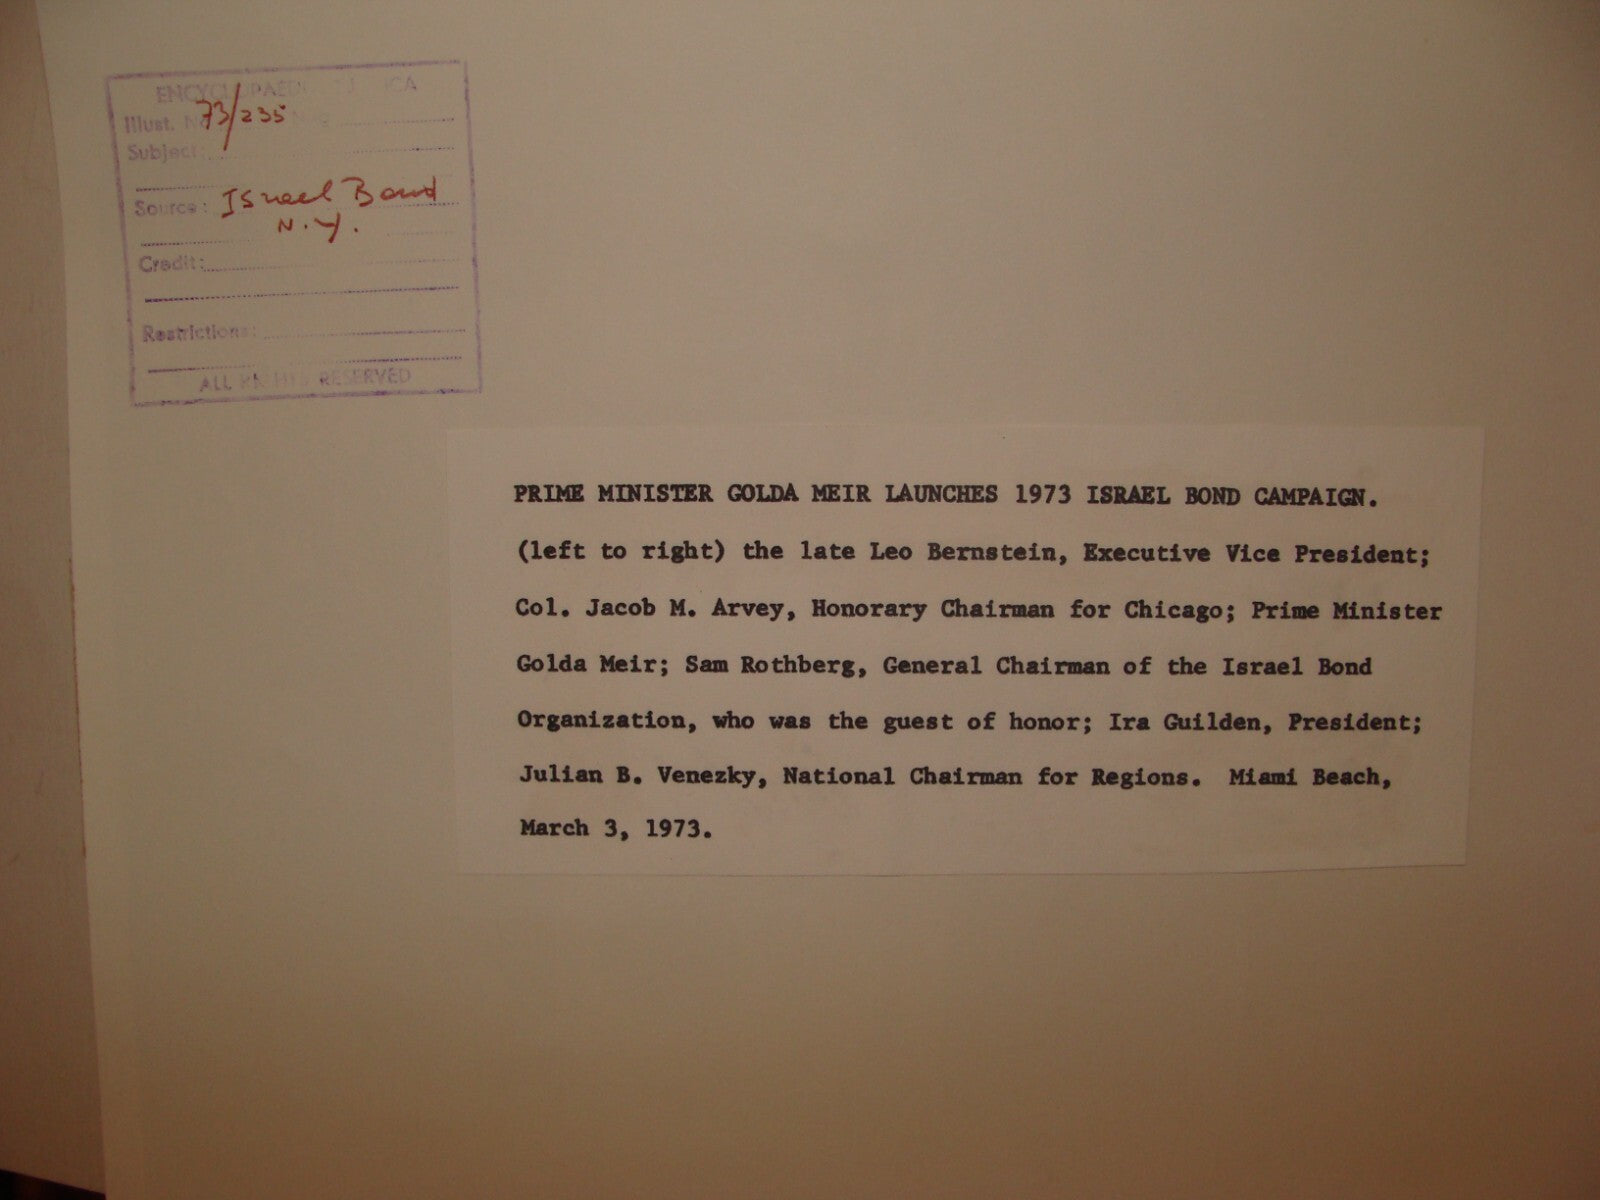 Illust. 73/235
Subject:
Source: Israel Bond
N.Y.
Credit:
Restrictions:
ALL RIGHTS RESERVED
PRIME MINISTER GOLDA MEIR LAUNCHES 1973 ISRAEL BOND CAMPAIGN.
(left to right) the late Leo Bernstein, Executive Vice President;
Col. Jacob M. Arvey, Honorary Chairman for Chicago; Prime Minister
Golda Meir; Sam Rothberg, General Chairman of the Israel Bond
Organization, who was the guest of honor; Ira Guilden, President;
Julian B. Venezky, National Chairman for Regions. Miami Beach,
March 3, 1973.